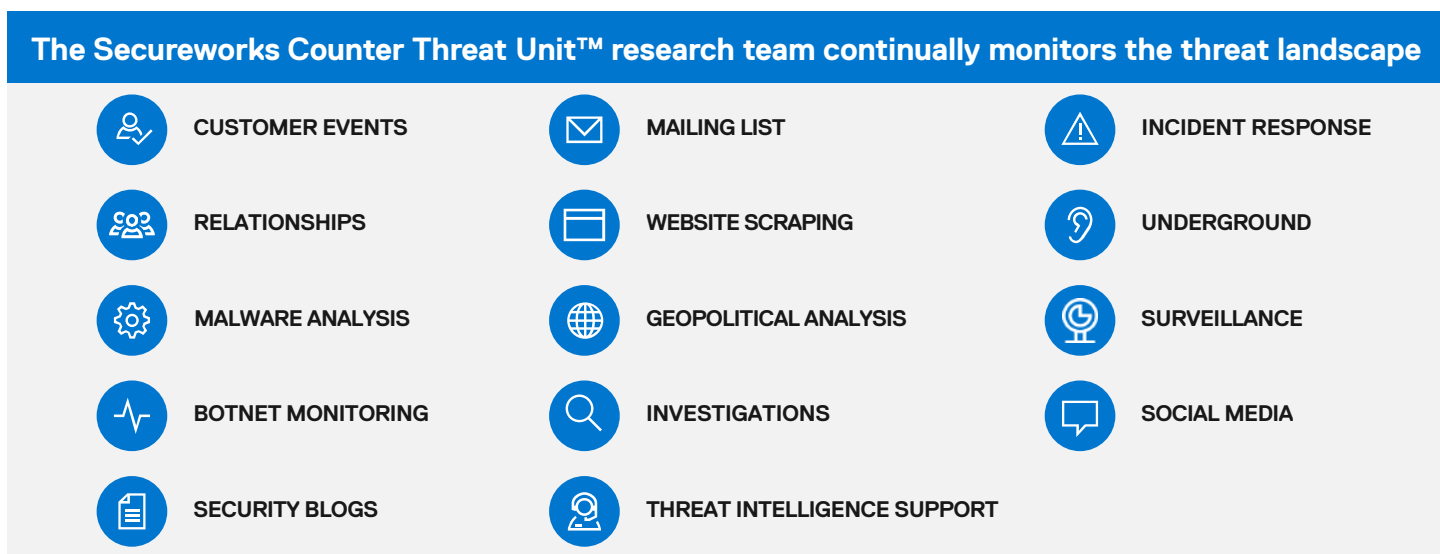 The Secureworks Counter Threat Unit™ research team continually monitors the threat landscape
CUSTOMER EVENTS
MAILING LIST
INCIDENT RESPONSE
RELATIONSHIPS
WEBSITE SCRAPING
UNDERGROUND
MALWARE ANALYSIS
GEOPOLITICAL ANALYSIS
SURVEILLANCE
BOTNET MONITORING
INVESTIGATIONS
SOCIAL MEDIA
SECURITY BLOGS
THREAT INTELLIGENCE SUPPORT